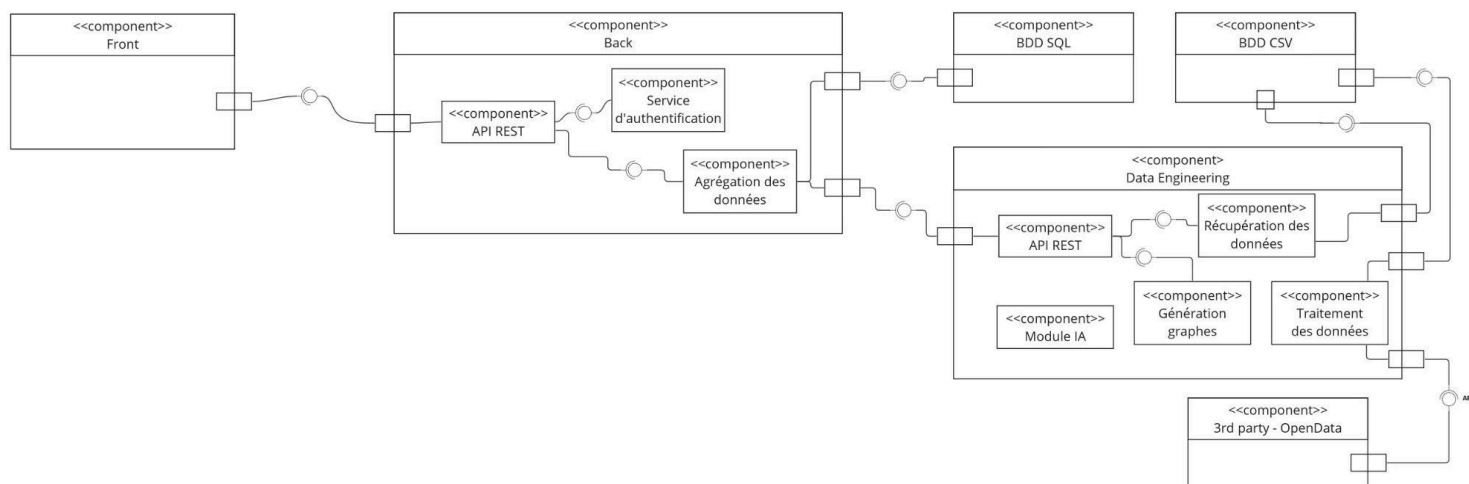 <<component>>
Front
<<component>>
Back
<<component>>
API REST
<<component>>
Service
d'authentification
<<component>>
Agrégation des
données
<<component>>
BDD SQL
<<component>>
BDD CSV
<<component>
Data Engineering
<<component>>
API REST
<<component>>
Récupération des
données
<<component>>
Module IA
<<component>>
Génération
graphes
<<component>>
Traitement
des données
<<component>>
3rd party - OpenData